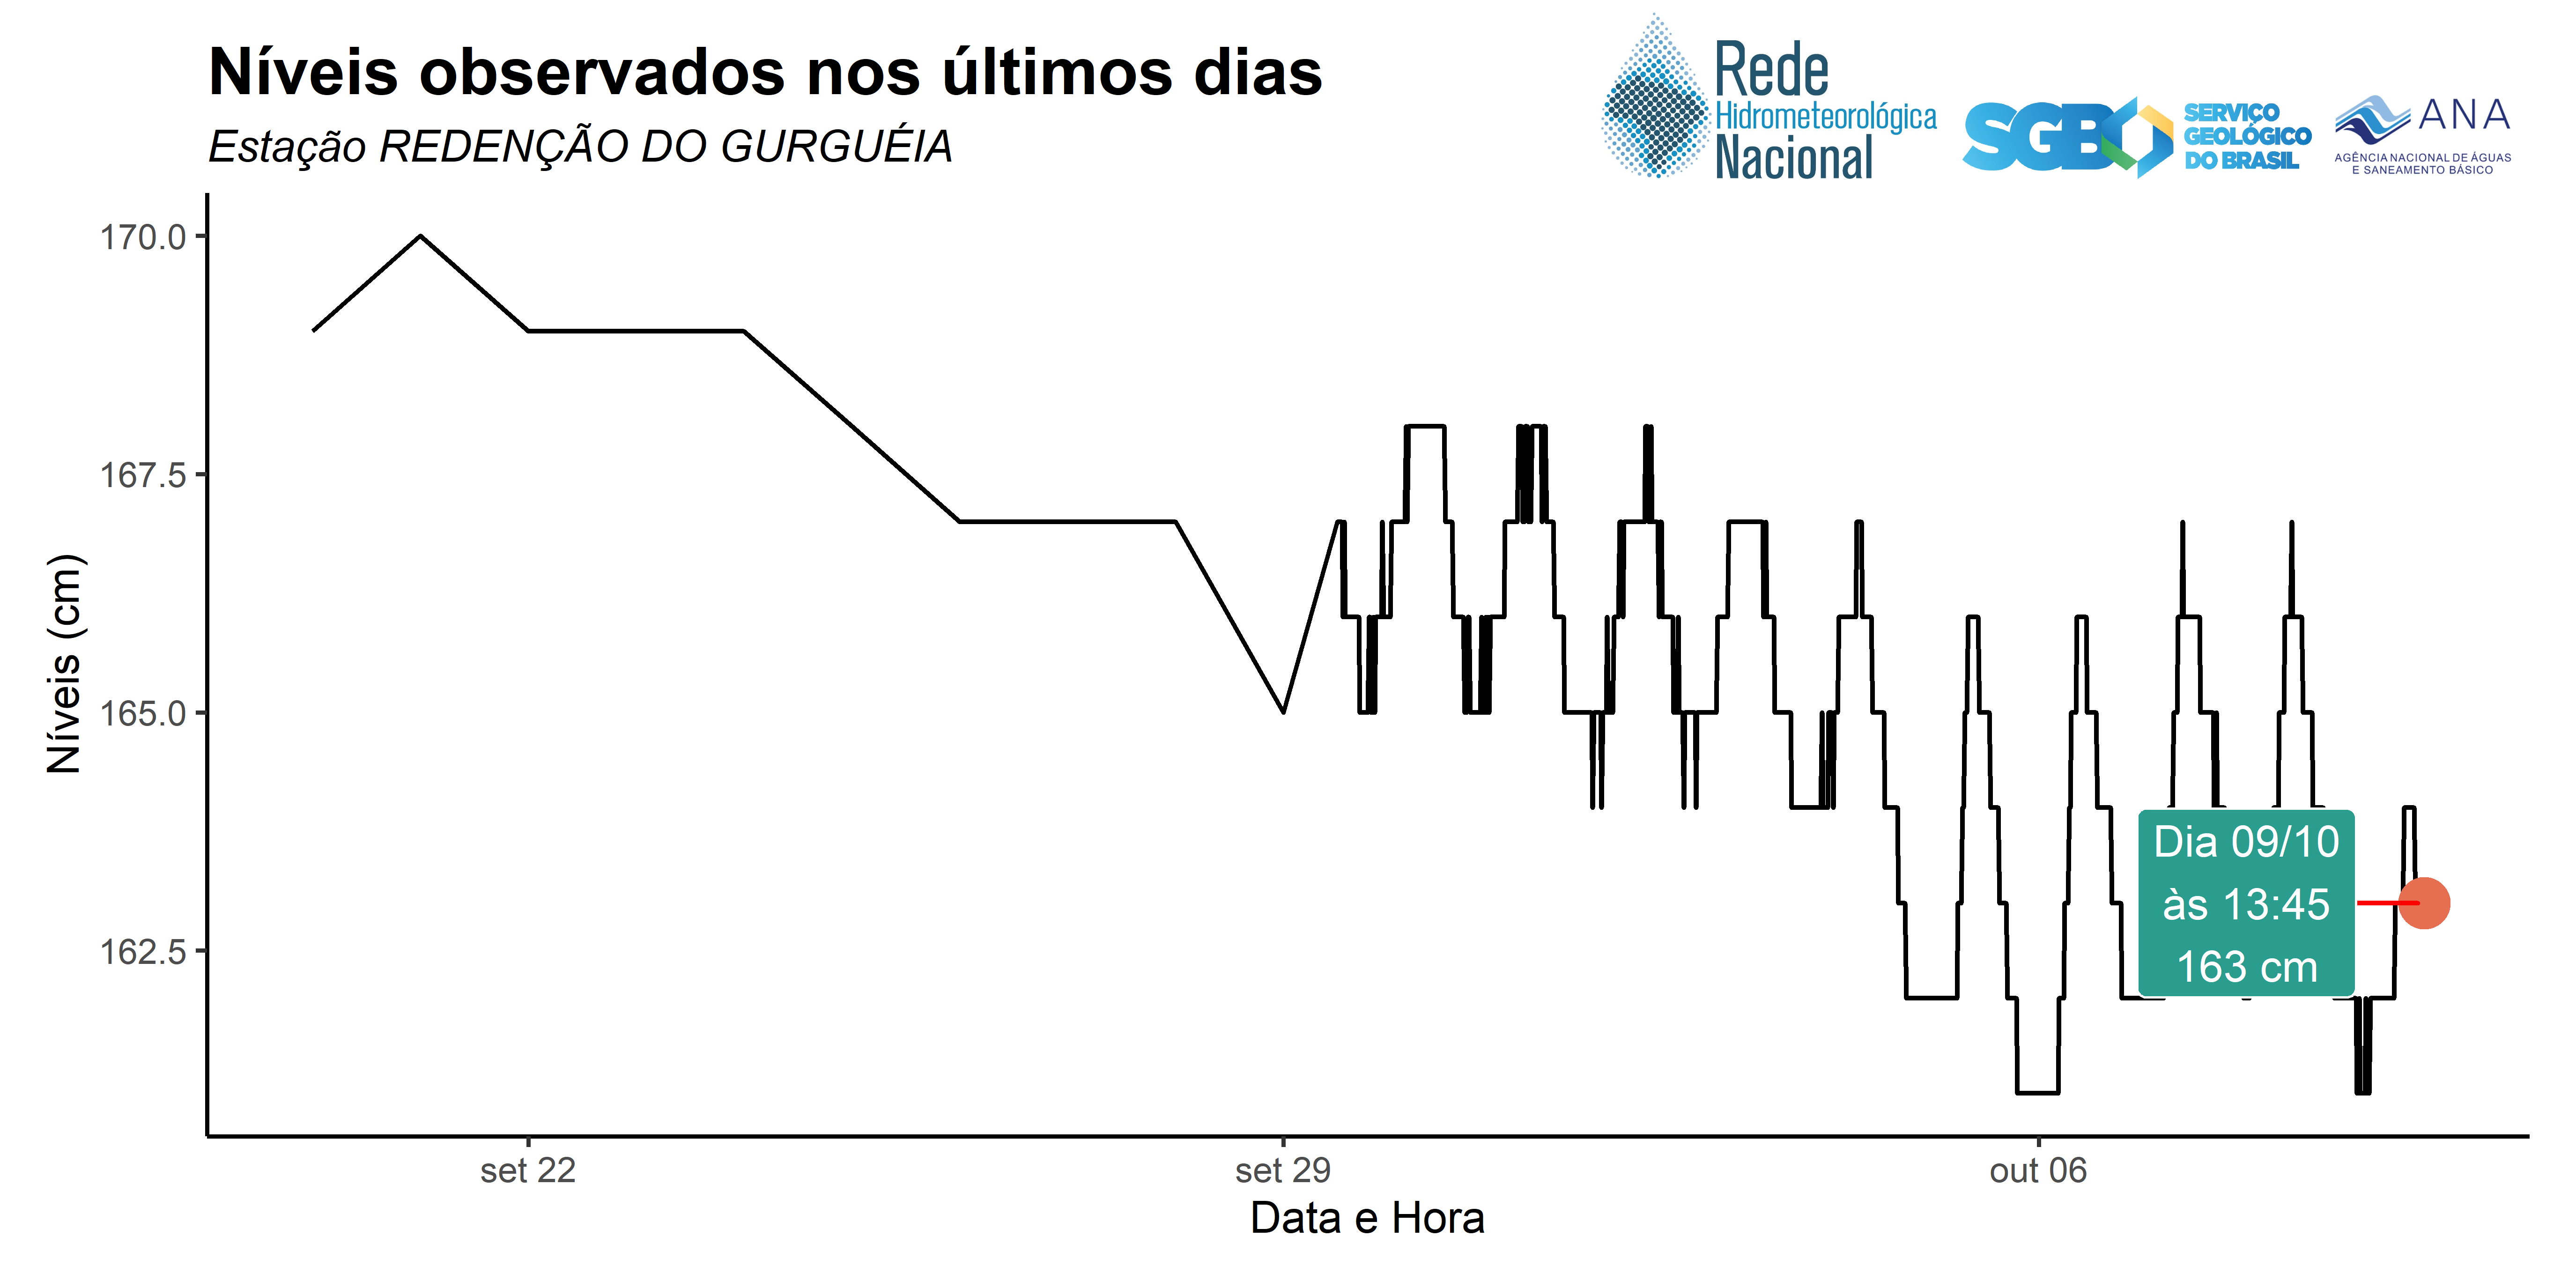 Níveis observados nos últimos dias
Estação REDENÇÃO DO GURGUÉIA
Rede
Hidrometeorológica
Nacional
SGB
SERVIÇO
GEOLÓGICO
DO BRASIL
ANA
AGÊNCIA NACIONAL DE ÁGUAS
E SANEAMENTO BÁSICO
170.0
167.5
165.0
162.5
Níveis (cm)
Dia 09/10
às 13:45
163 cm
set 22
set 29
out 06
Data e Hora